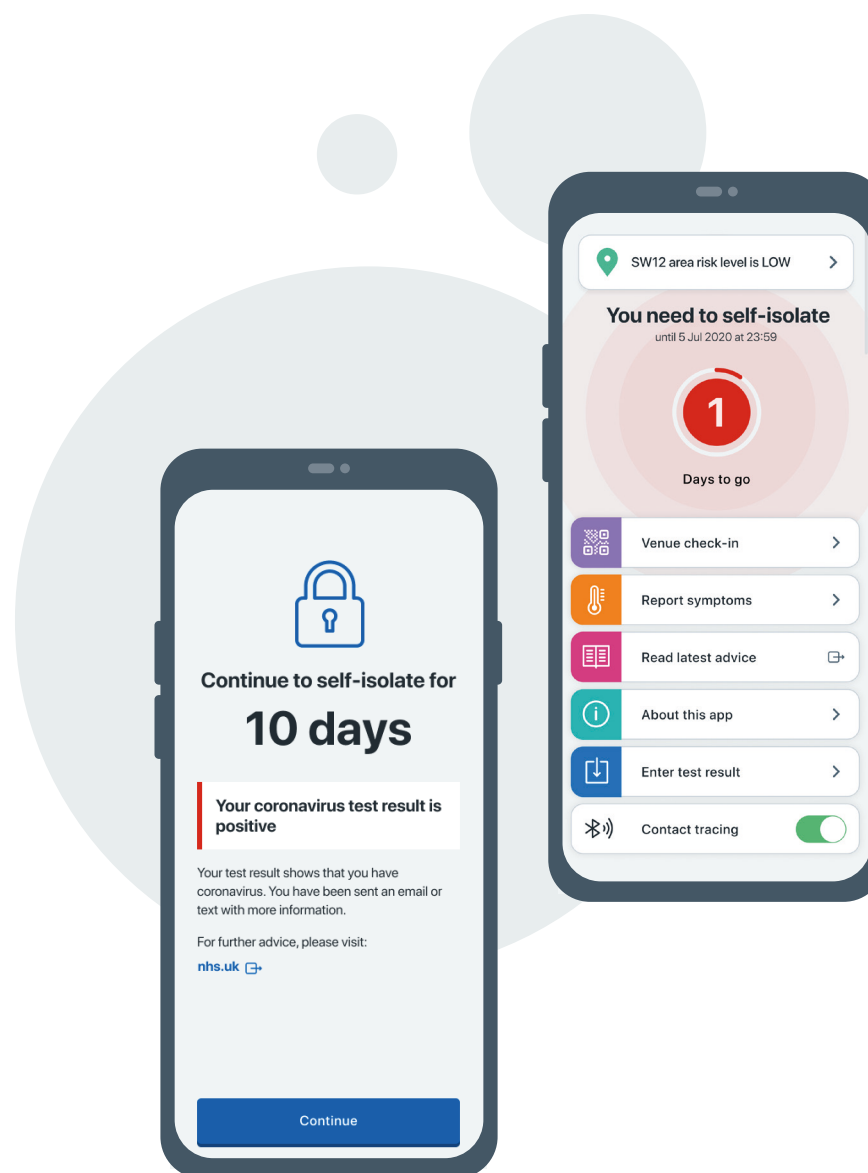 SW12 area risk level is LOW
You need to self-isolate
until 5 Jul 2020 at 23:59
1
Days to go
Venue check-in
Report symptoms
Read latest advice
About this app
Enter test result
Contact tracing
Continue to self-isolate for
10 days
Your coronavirus test result is
positive
Your test result shows that you have
coronavirus. You have been sent an email or
text with more information.
For further advice, please visit:
nhs.uk
Continue